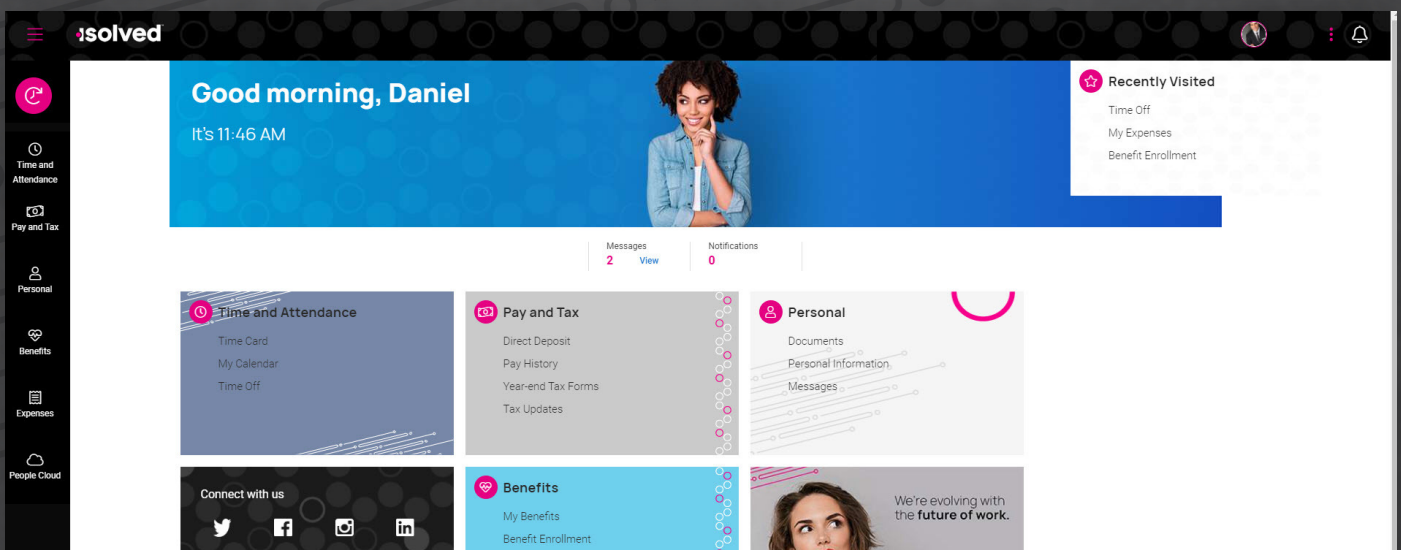 isolved
Good morning, Daniel
It's 11:46 AM
Recently Visited
Time Off
My Expenses
Benefit Enrollment
Time and
Attendance
Pay and Tax
Personal
Benefits
Expenses
People Cloud
Messages
2 View
Notifications
0
Time and Attendance
Time Card
My Calendar
Time Off
Pay and Tax
Direct Deposit
Pay History
Year-end Tax Forms
Tax Updates
Personal
Documents
Personal Information
Messages
Connect with us
Benefits
My Benefits
Benefit Enrollment
We're evolving with
the future of work.